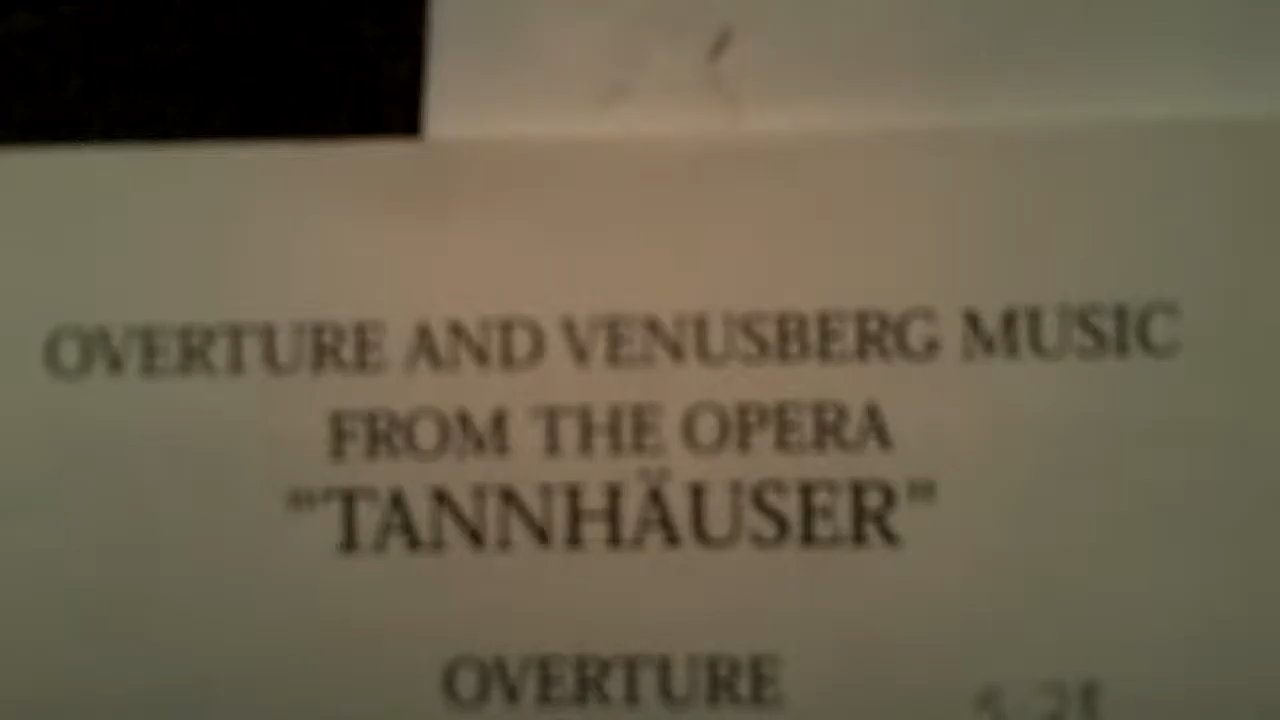 OVERTURE AND VENUSBERG MUSIC
FROM THE OPERA
"TANNHÄUSER"
OVERTURE